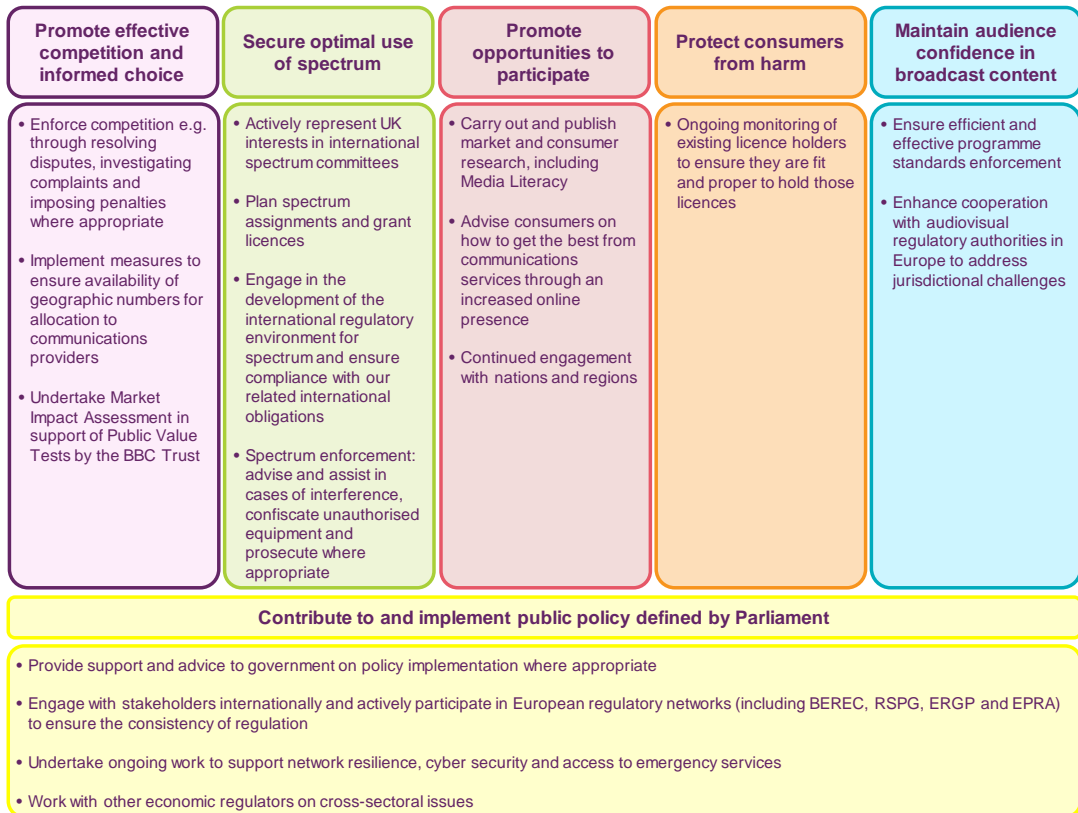 Promote effective
competition and
informed choice
• Enforce competition e.g.
through resolving
disputes, investigating
complaints and
imposing penalties
where appropriate
• Implement measures to
ensure availability of
geographic numbers for
allocation to
communications
providers
• Undertake Market
Impact Assessment in
support of Public Value
Tests by the BBC Trust
Secure optimal use
of spectrum
• Actively represent UK
interests in international
spectrum committees
• Plan spectrum
assignments and grant
licences
• Engage in the
development of the
international regulatory
environment for
spectrum and ensure
compliance with our
related international
obligations
• Spectrum enforcement:
advise and assist in
cases of interference,
confiscate unauthorised
equipment and
prosecute where
appropriate
Promote
opportunities to
participate
• Carry out and publish
market and consumer
research, including
Media Literacy
• Advise consumers on
how to get the best from
communications
services through an
increased online
presence
• Continued engagement
with nations and regions
Protect consumers
from harm
• Ongoing monitoring of
existing licence holders
to ensure they are fit
and proper to hold those
licences
Maintain audience
confidence in
broadcast content
• Ensure efficient and
effective programme
standards enforcement
• Enhance cooperation
with audiovisual
regulatory authorities in
Europe to address
jurisdictional challenges
Contribute to and implement public policy defined by Parliament
• Provide support and advice to government on policy implementation where appropriate
• Engage with stakeholders internationally and actively participate in European regulatory networks (including BEREC, RSPG, ERGP and EPRA)
to ensure the consistency of regulation
• Undertake ongoing work to support network resilience, cyber security and access to emergency services
• Work with other economic regulators on cross-sectoral issues